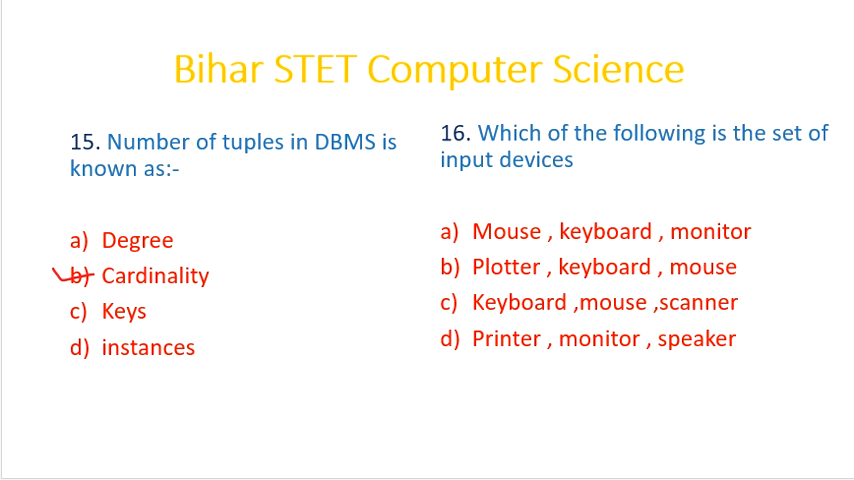 Bihar STET Computer Science
15. Number of tuples in DBMS is
known as:-
a) Degree
b) Cardinality
c) Keys
d) instances
16. Which of the following is the set of
input devices
a) Mouse , keyboard , monitor
b) Plotter , keyboard , mouse
c) Keyboard ,mouse ,scanner
d) Printer , monitor , speaker